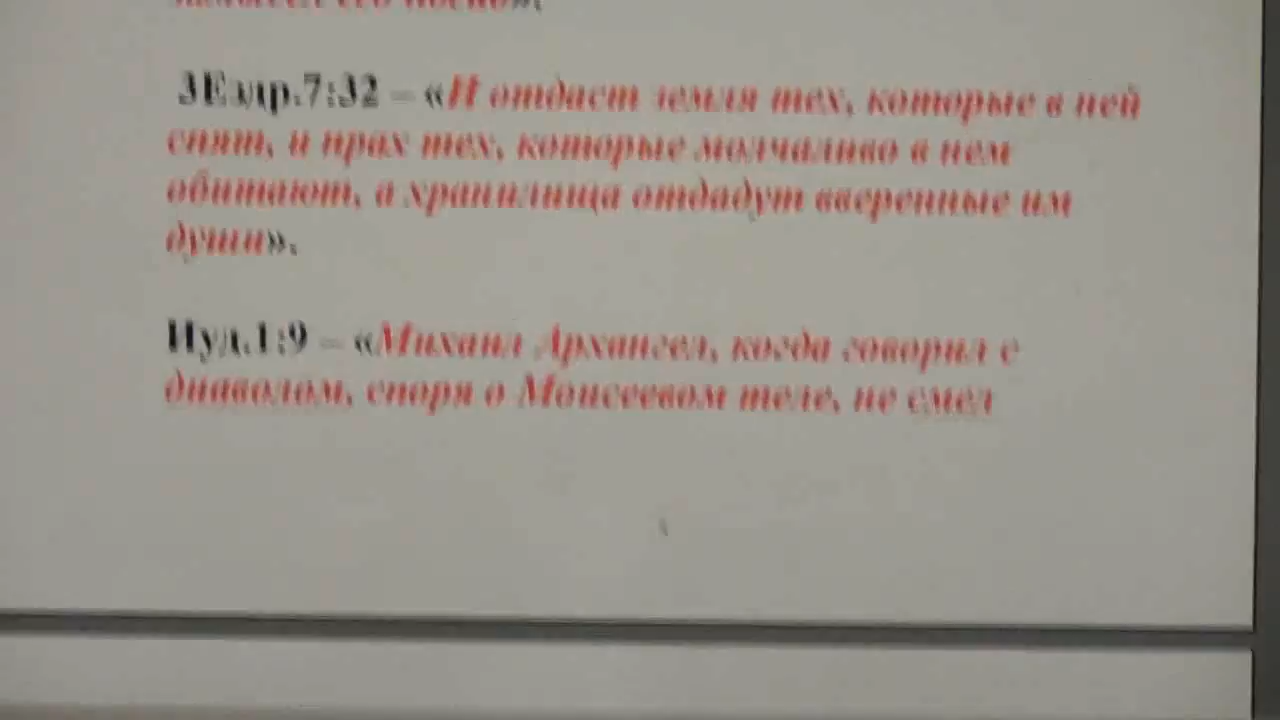 3Ездр.7:32 – «И отдаст земля тех, которые в ней
спят, и прах тех, которые молчаливо в нем
обитают, а хранилища отдадут вверенные им
души».
Иуд.1:9 – «Михаил Архангел, когда говорил с
диаволом, споря о Моисеевом теле, не смел